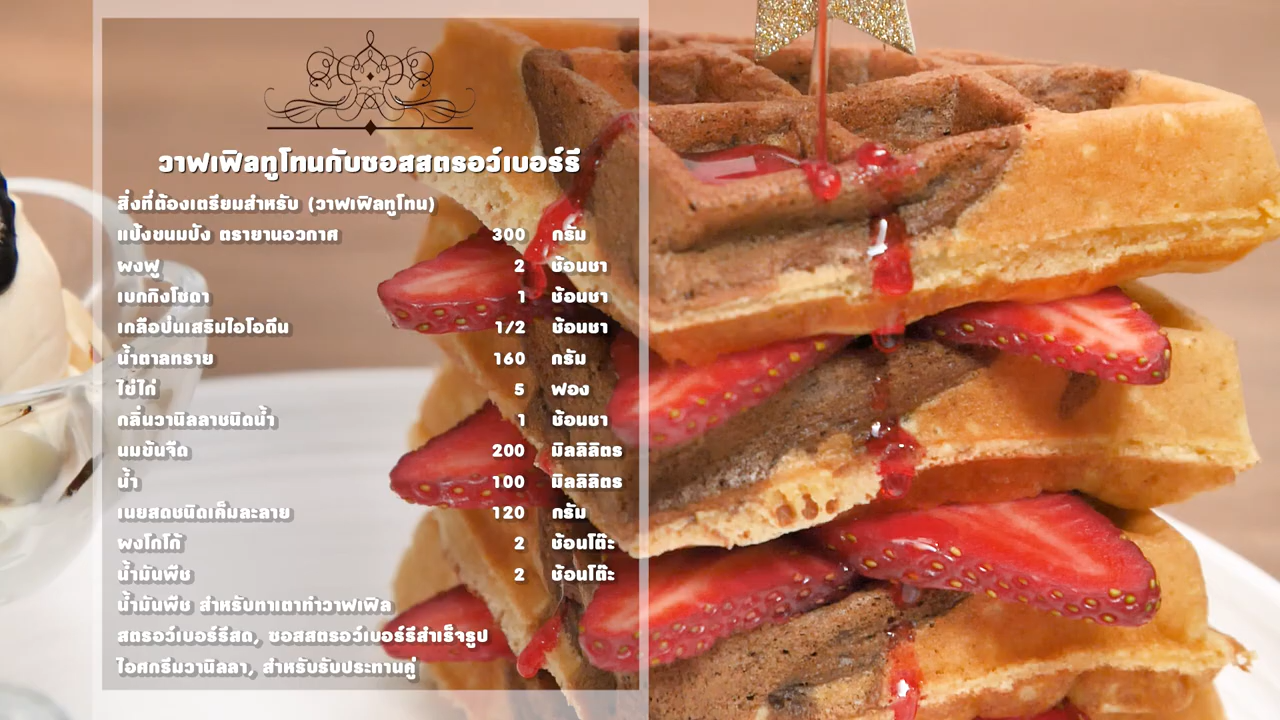 วาฟเฟิลทูโทนกับซอสสตรอว์เบอร์รี
สิ่งที่ต้องเตรียมสำหรับ (วาฟเฟิลทูโทน)
แป้งขนมปัง ตรายานอวกาศ 300 กรัม
ผงฟู 2 ช้อนชา
เบกกิงโซดา 1 ช้อนชา
เกลือป่นเสริมไอโอดีน 1/2 ช้อนชา
น้ำตาลทราย 160 กรัม
ไข่ไก่ 5 ฟอง
กลิ่นวานิลลาชนิดน้ำ 1 ช้อนชา
นมข้นจืด 200 มิลลิลิตร
น้ำ 100 มิลลิลิตร
เนยสดชนิดเค็มละลาย 120 กรัม
ผงโกโก้ 2 ช้อนโต๊ะ
น้ำมันพืช 2 ช้อนโต๊ะ
น้ำมันพืช สำหรับทาเตาทำวาฟเฟิล
สตรอว์เบอร์รีสด, ซอสสตรอว์เบอร์รีสำเร็จรูป
ไอศกรีมวานิลลา, สำหรับรับประทานคู่